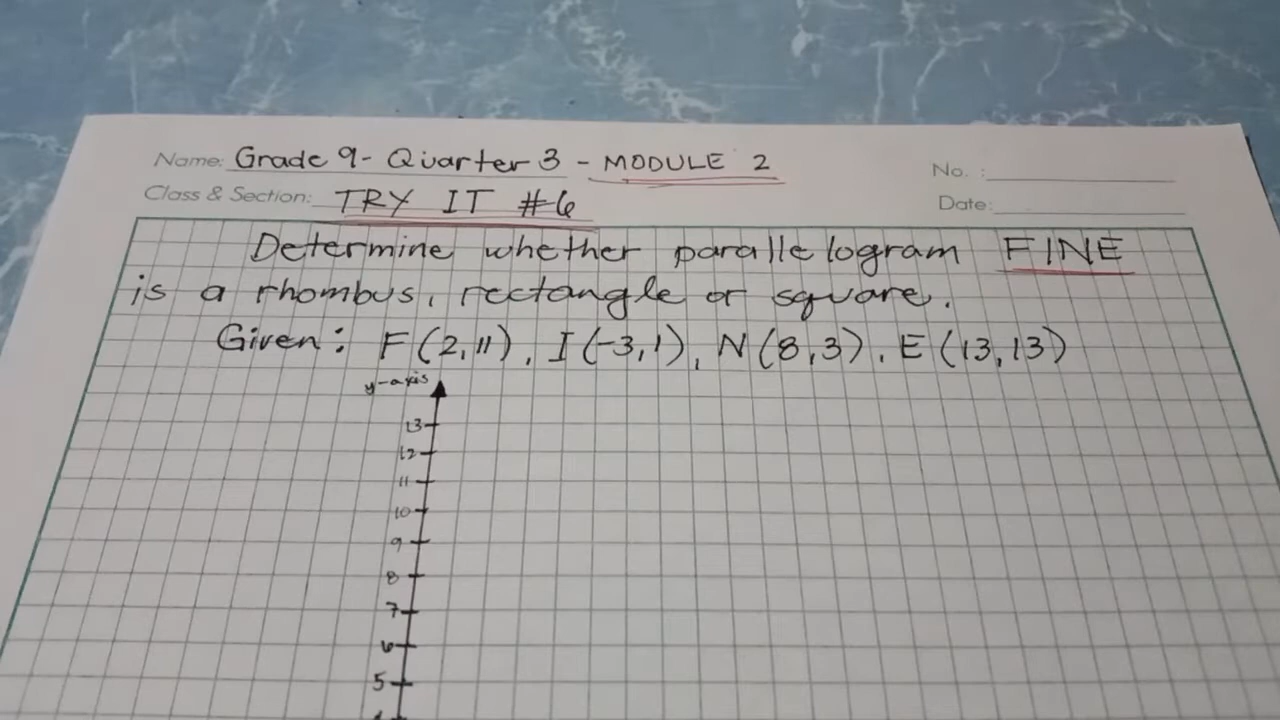 Name: Grade 9- Quarter 3 - MODULE 2
No. :
Class & Section: TRY IT #6
Date:
Determine whether parallelogram FINE
is a rhombus, rectangle or square.
Given: F(2,11), I(-3,1), N(8,3), E(13,13)
y-axis
13
12
11
10
9
8
7
6
5